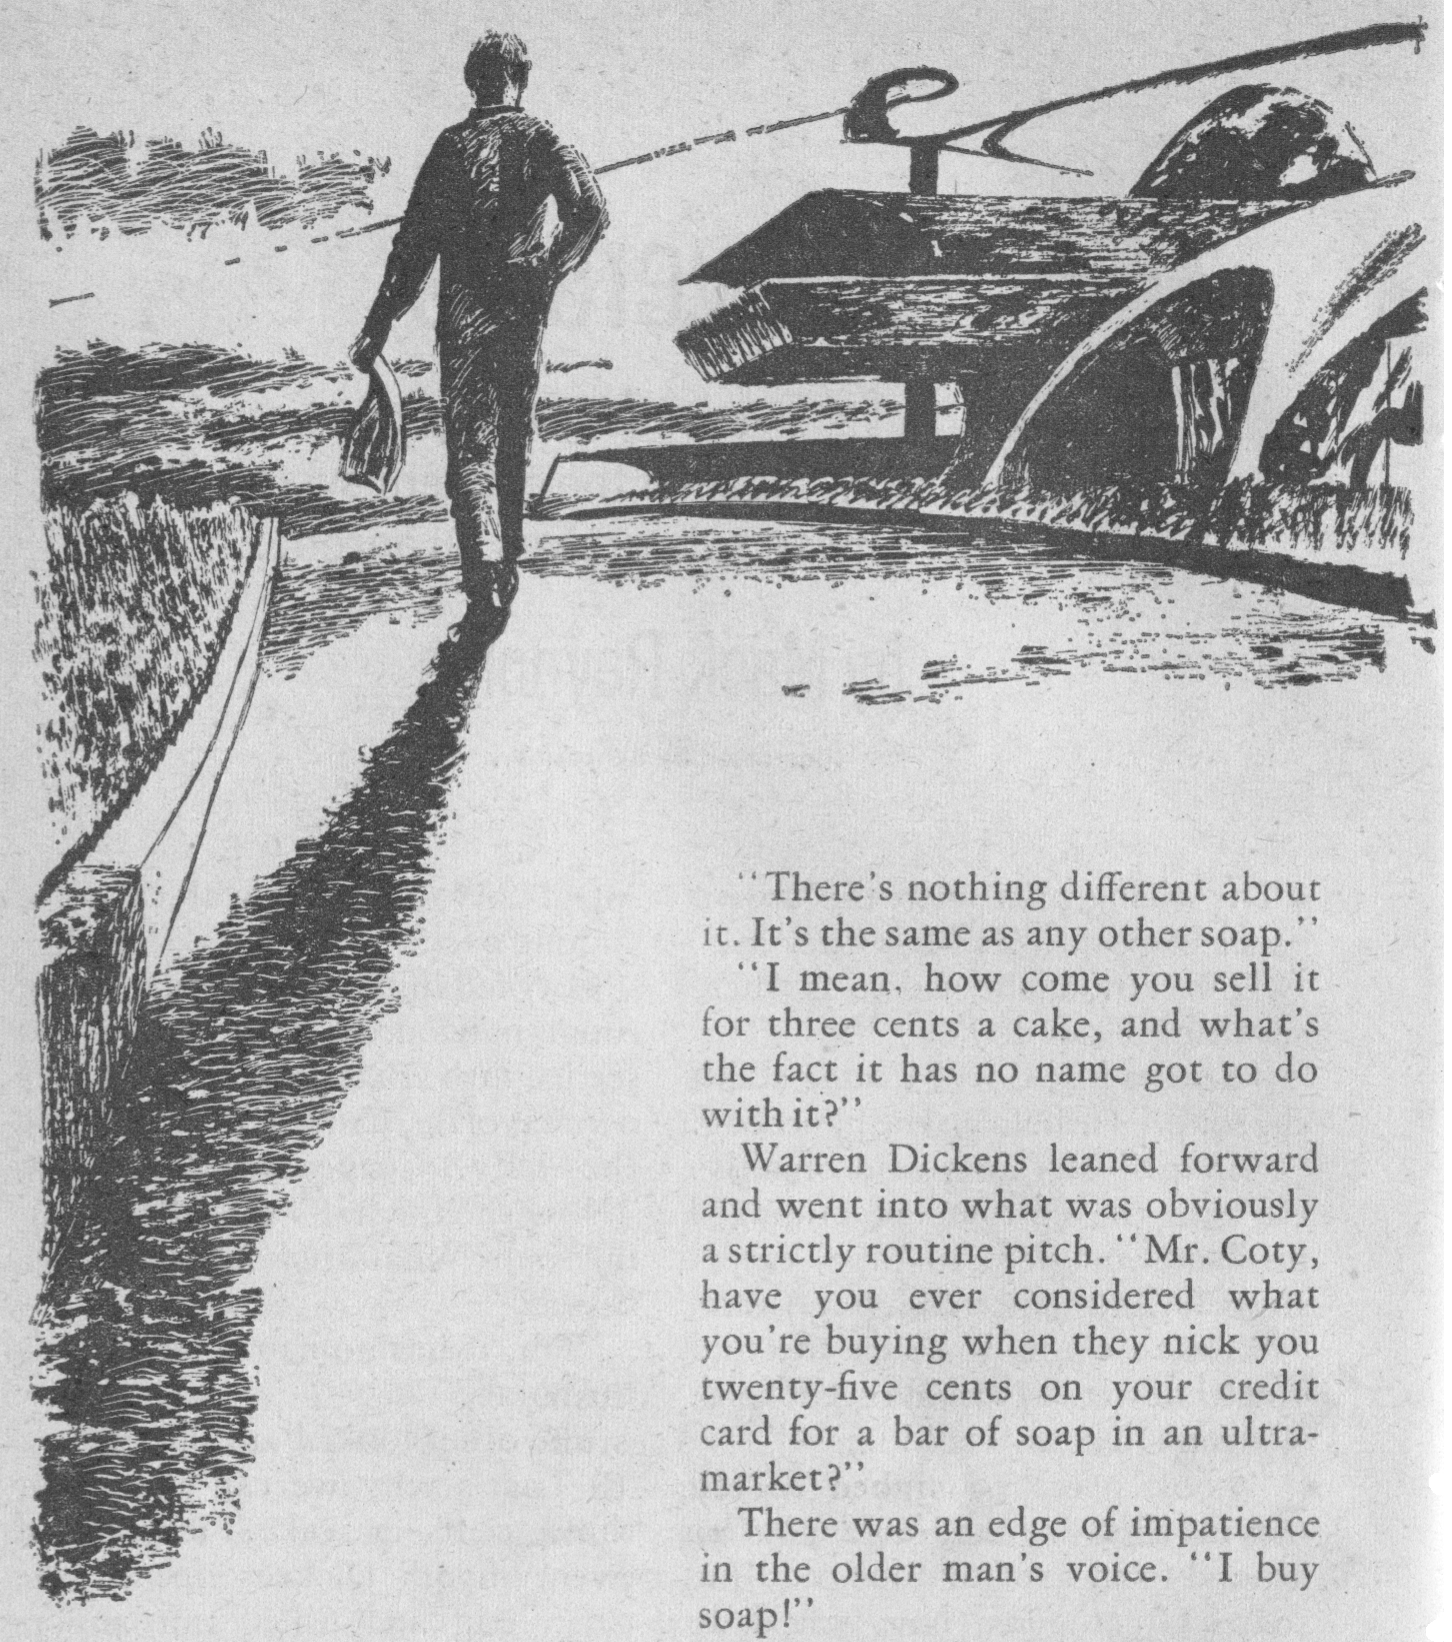 “There’s nothing different about
it. It’s the same as any other soap.”
“I mean, how come you sell it
for three cents a cake, and what’s
the fact it has no name got to do
with it?”
Warren Dickens leaned forward
and went into what was obviously
a strictly routine pitch. “Mr. Coty,
have you ever considered what
you’re buying when they nick you
twenty-five cents on your credit
card for a bar of soap in an ultra-
market?”
There was an edge of impatience
in the older man’s voice. “I buy
soap!”